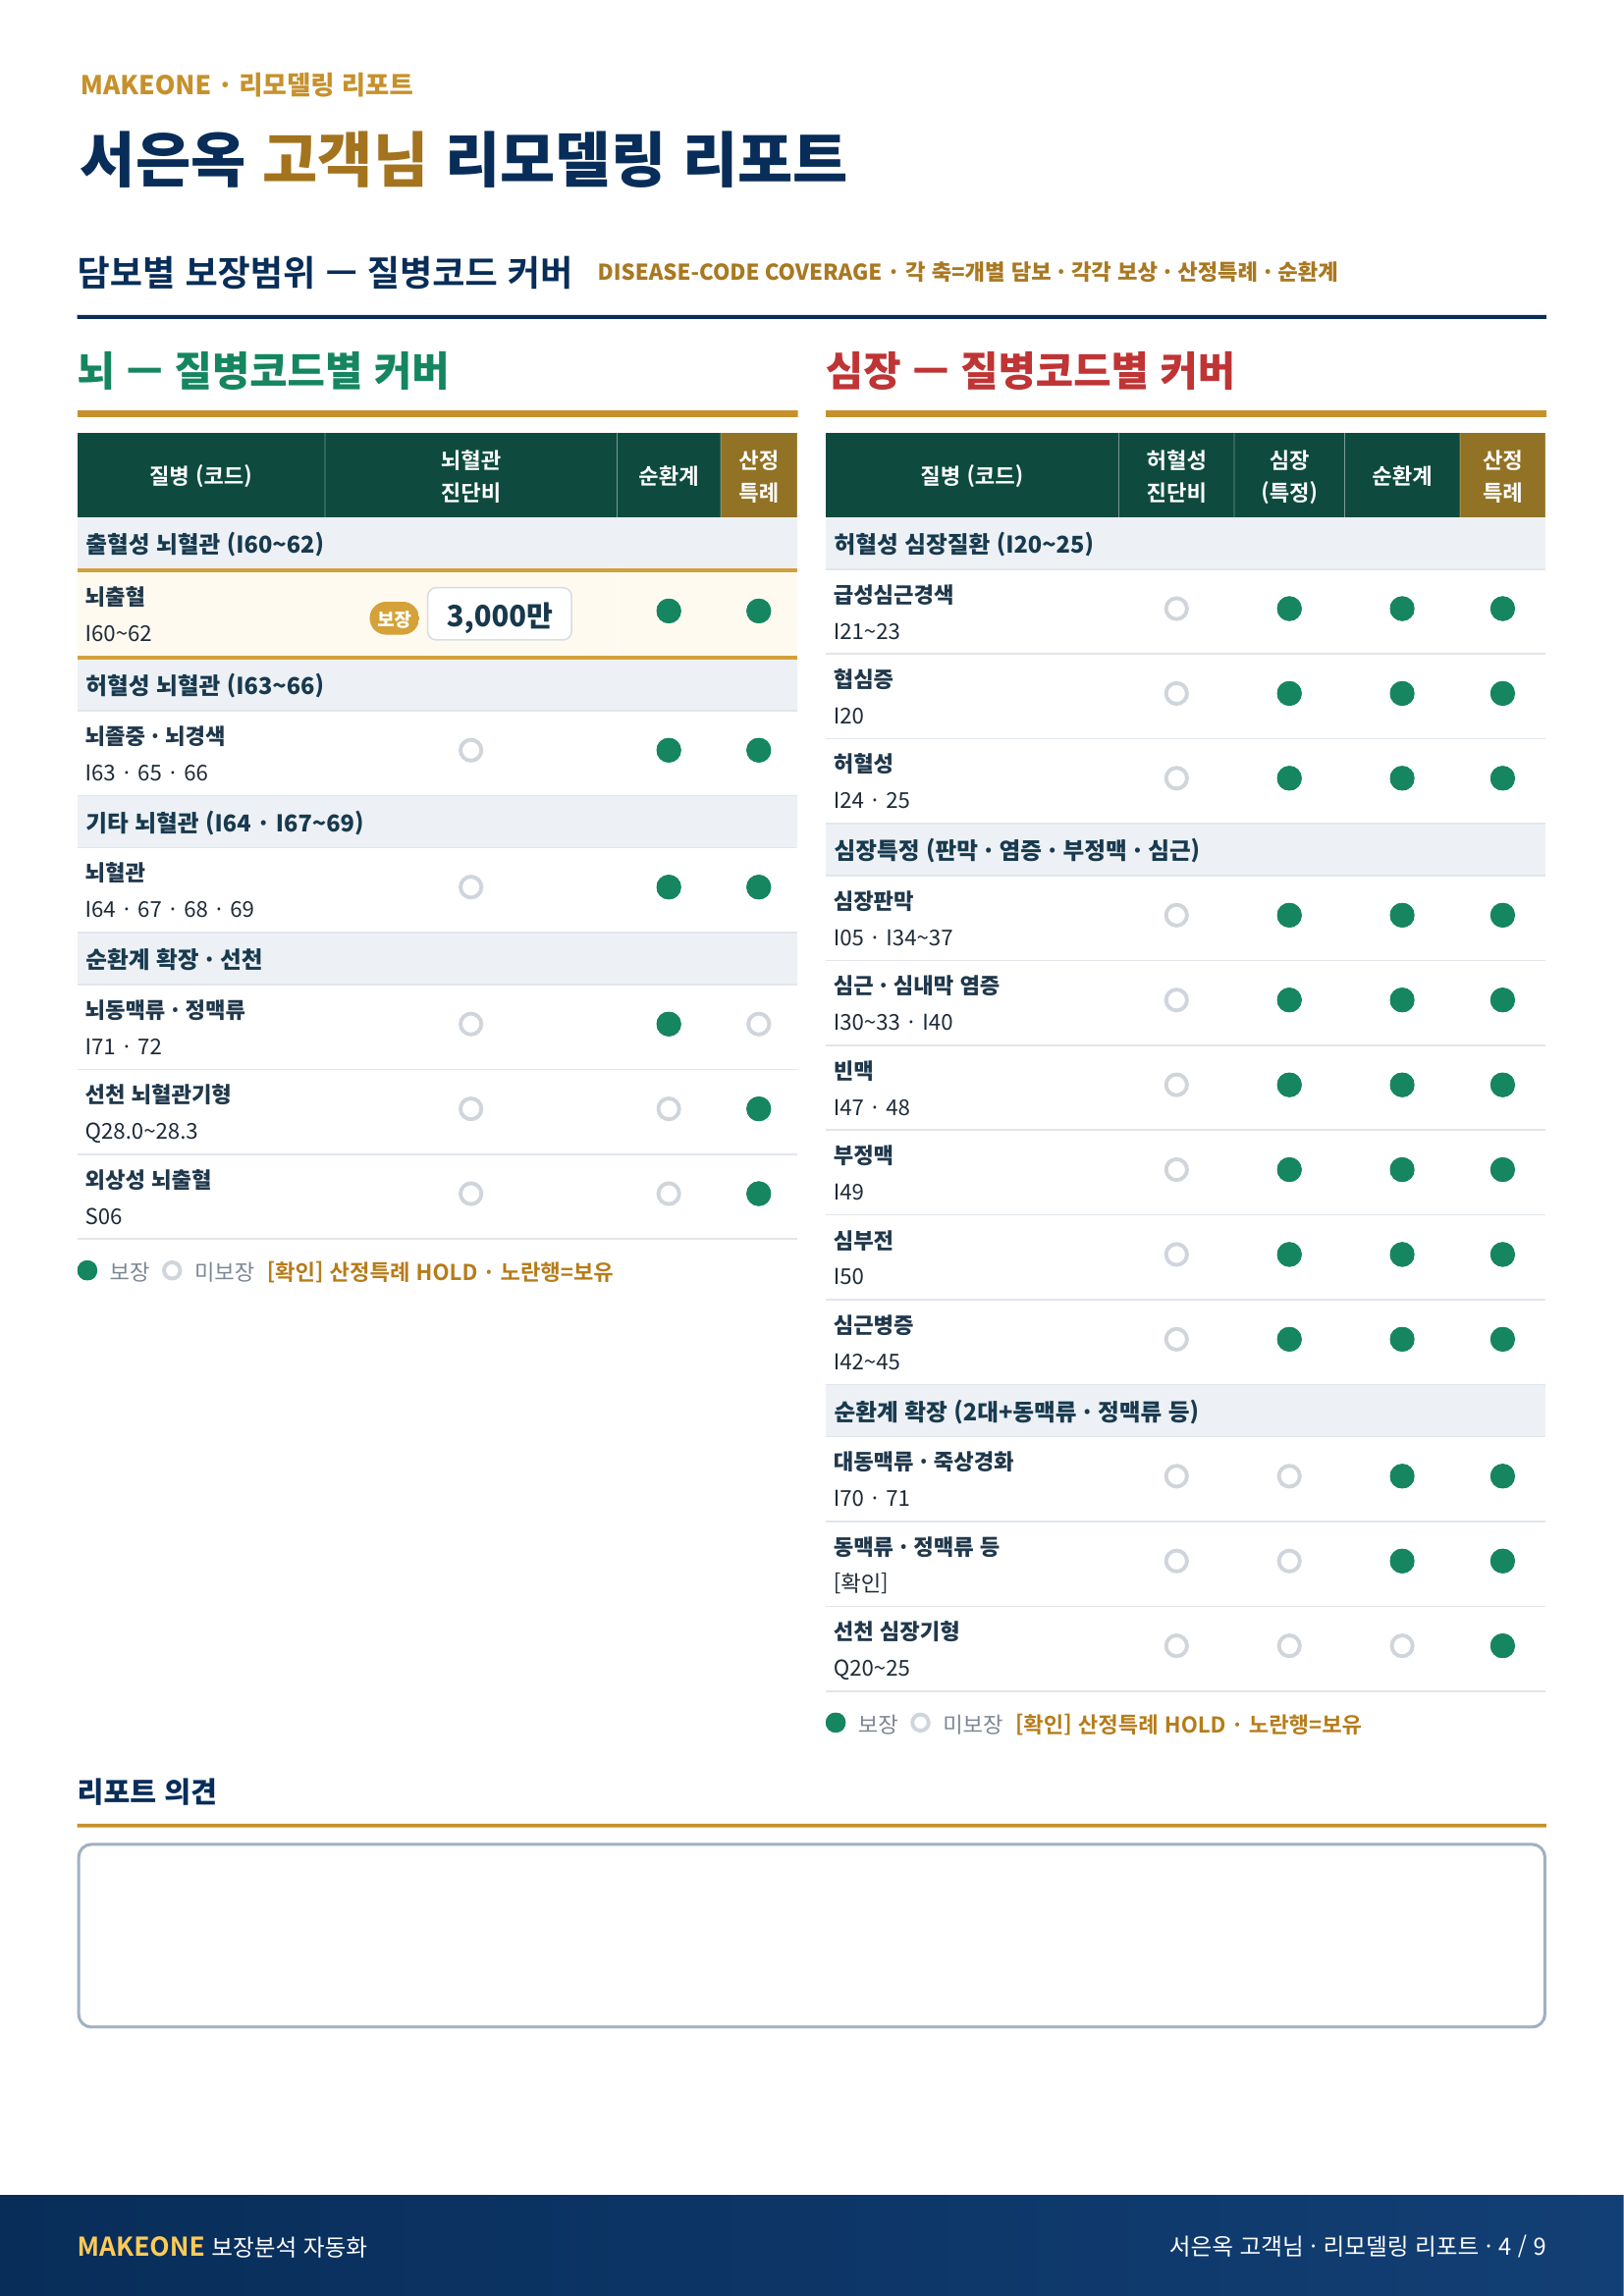 MAKEONE · 리모델링 리포트
서은옥 고객님 리모델링 리포트
담보별 보장범위 — 질병코드 커버 DISEASE-CODE COVERAGE · 각 축=개별 담보 · 각각 보상 · 산정특례 · 순환계
뇌 — 질병코드별 커버
질병 (코드) 뇌혈관 진단비 순환계 산정 특례
출혈성 뇌혈관 (I60~62)
뇌출혈
I60~62
보장 3,000만
허혈성 뇌혈관 (I63~66)
뇌졸중 · 뇌경색
I63 · 65 · 66
기타 뇌혈관 (I64 · I67~69)
뇌혈관
I64 · 67 · 68 · 69
순환계 확장 · 선천
뇌동맥류 · 정맥류
I71 · 72
선천 뇌혈관기형
Q28.0~28.3
외상성 뇌출혈
S06
보장 미보장 [확인] 산정특례 HOLD · 노란행=보유
심장 — 질병코드별 커버
질병 (코드) 허혈성 진단비 심장 (특정) 순환계 산정 특례
허혈성 심장질환 (I20~25)
급성심근경색
I21~23
협심증
I20
허혈성
I24 · 25
심장특정 (판막 · 염증 · 부정맥 · 심근)
심장판막
I05 · I34~37
심근 · 심내막 염증
I30~33 · I40
빈맥
I47 · 48
부정맥
I49
심부전
I50
심근병증
I42~45
순환계 확장 (2대+동맥류 · 정맥류 등)
대동맥류 · 죽상경화
I70 · 71
동맥류 · 정맥류 등
[확인]
선천 심장기형
Q20~25
보장 미보장 [확인] 산정특례 HOLD · 노란행=보유
리포트 의견
MAKEONE 보장분석 자동화
서은옥 고객님 · 리모델링 리포트 · 4 / 9